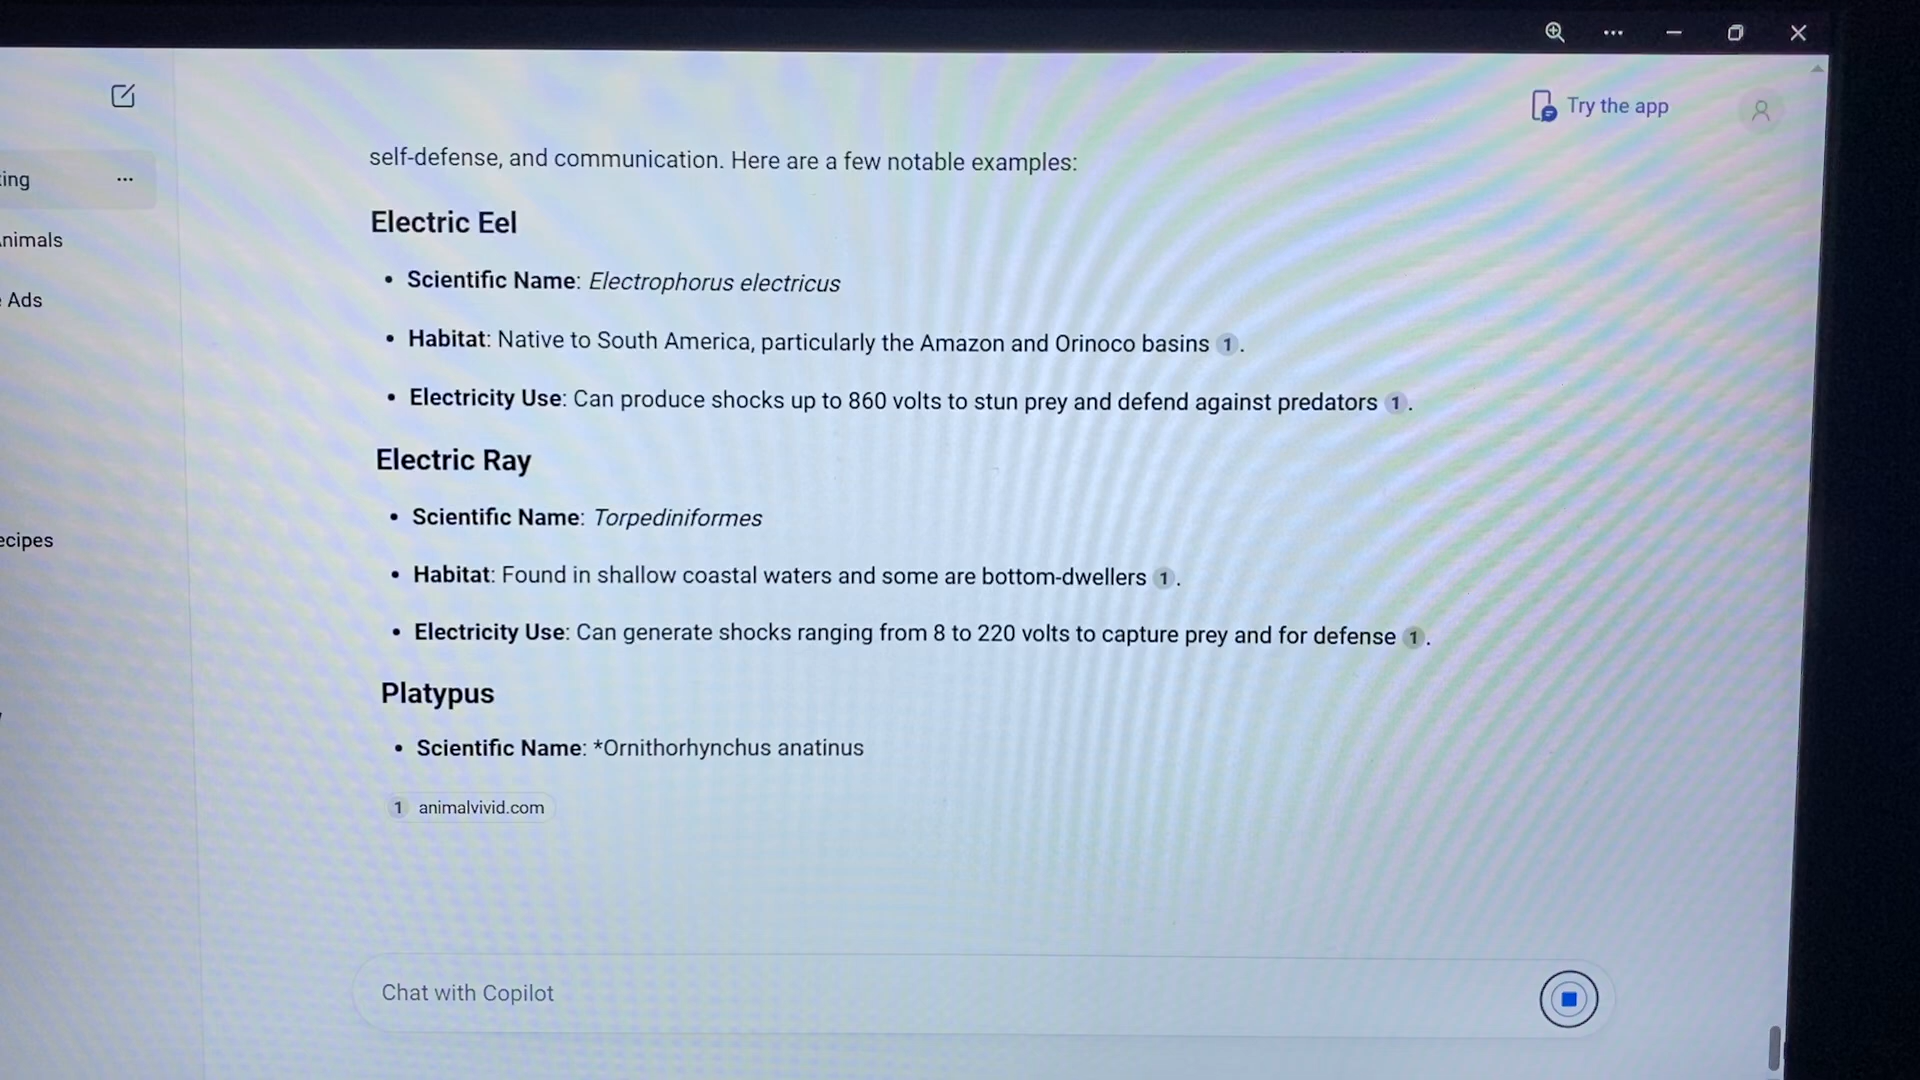 Try the app
ing
nimals
Ads
ecipes
self-defense, and communication. Here are a few notable examples:
Electric Eel
• Scientific Name: Electrophorus electricus
• Habitat: Native to South America, particularly the Amazon and Orinoco basins 1.
• Electricity Use: Can produce shocks up to 860 volts to stun prey and defend against predators 1.
Electric Ray
• Scientific Name: Torpediniformes
• Habitat: Found in shallow coastal waters and some are bottom-dwellers 1.
• Electricity Use: Can generate shocks ranging from 8 to 220 volts to capture prey and for defense 1.
Platypus
• Scientific Name: *Ornithorhynchus anatinus
1 animalvivid.com
Chat with Copilot